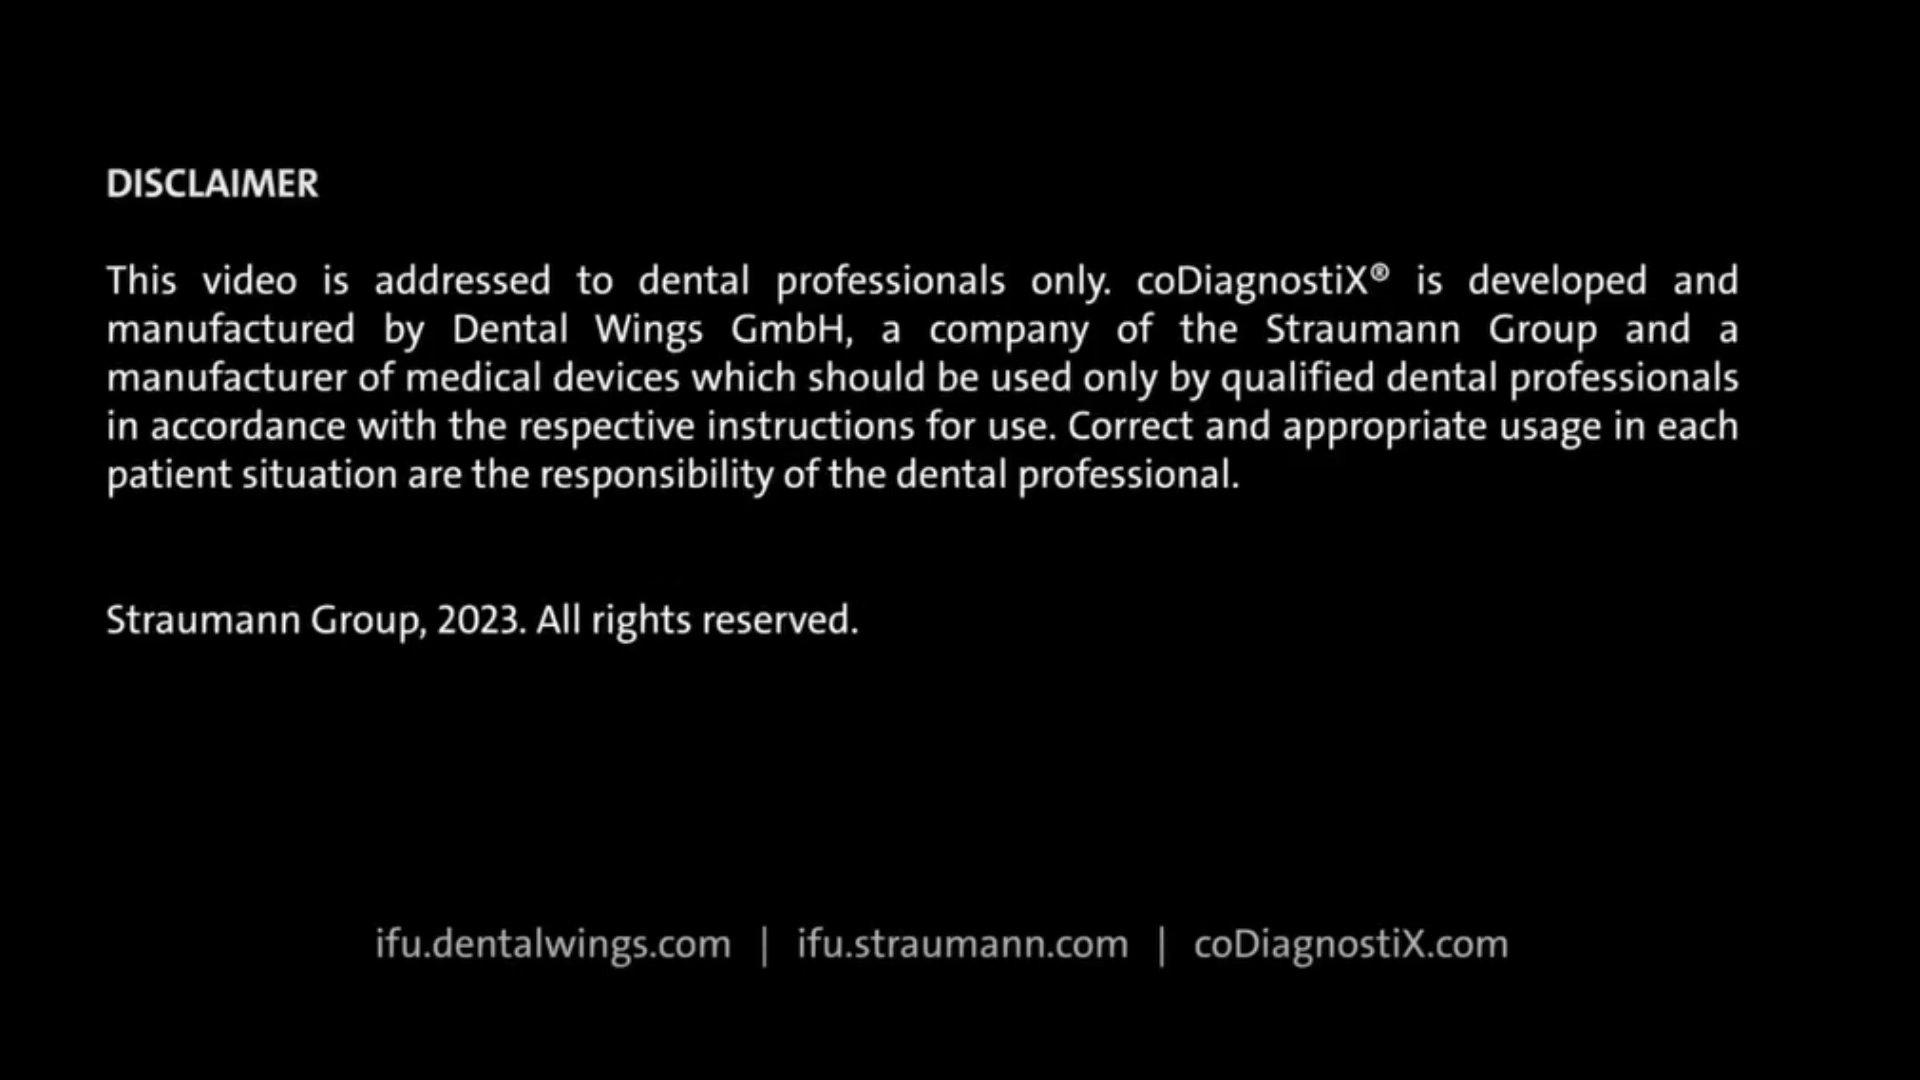 DISCLAIMER
This video is addressed to dental professionals only. coDiagnostiX® is developed and
manufactured by Dental Wings GmbH, a company of the Straumann Group and a
manufacturer of medical devices which should be used only by qualified dental professionals
in accordance with the respective instructions for use. Correct and appropriate usage in each
patient situation are the responsibility of the dental professional.
Straumann Group, 2023. All rights reserved.
ifu.dentalwings.com | ifu.straumann.com | coDiagnostiX.com